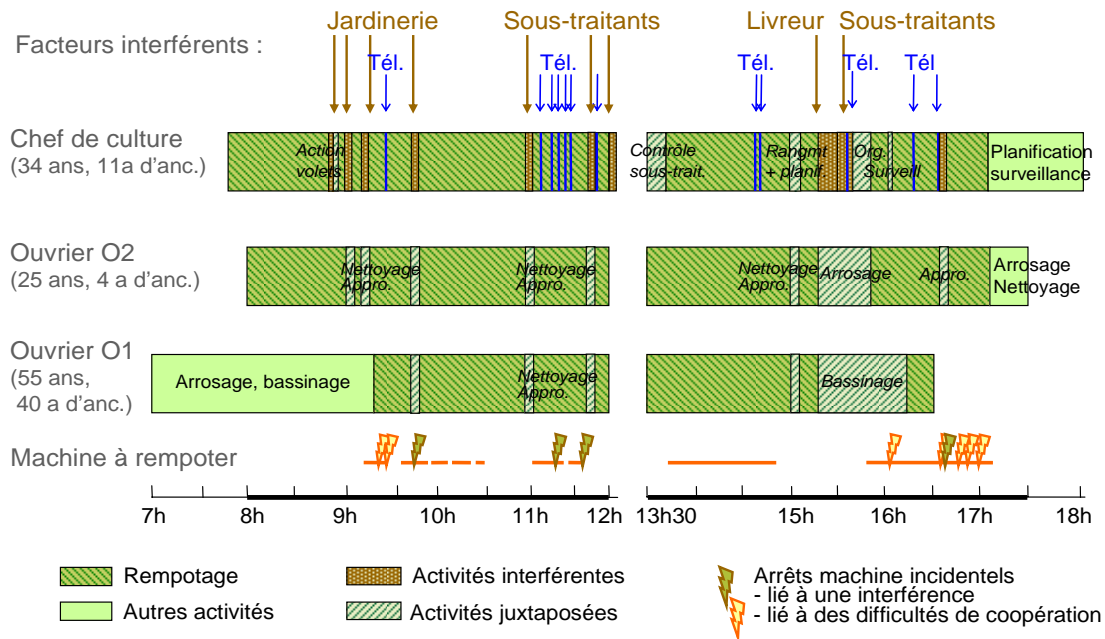 Jardinerie Sous-traitants Livreur Sous-traitants
Facteurs interférents :
Tél. Tél. Tél. Tél. Tél
Chef de culture
(34 ans, 11a d'anc.)
Action
volets
Contrôle
sous-trait.
Rangmt
+ planif
Org.
Surveill
Planification
surveillance
Ouvrier O2
(25 ans, 4 a d'anc.)
Nettoyage
Appro.
Nettoyage
Appro.
Nettoyage
Appro.
Arrosage
Appro.
Arrosage
Nettoyage
Ouvrier O1
(55 ans,
40 a d'anc.)
Arrosage, bassinage
Nettoyage
Appro.
Bassinage
Machine à rempoter
7h 8h 9h 10h 11h 12h 13h30 15h 16h 17h 18h
Rempotage
Autres activités
Activités interférentes
Activités juxtaposées
Arrêts machine incidentels
- lié à une interférence
- lié à des difficultés de coopération